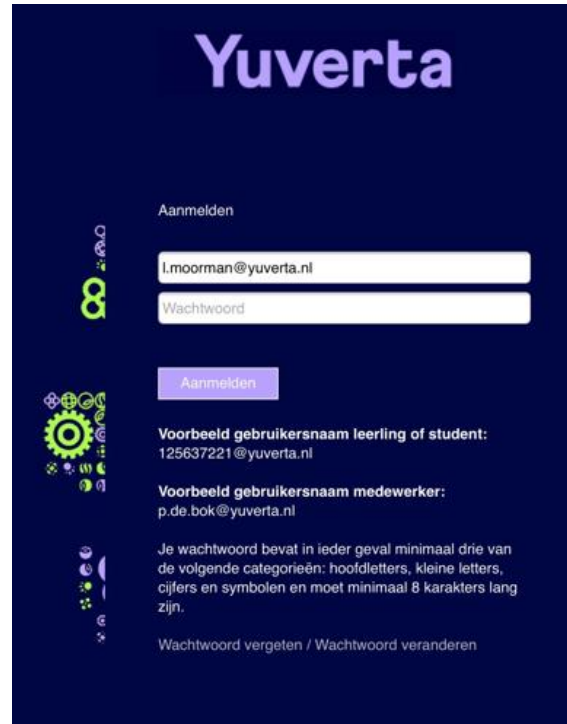 Yuverta
Aanmelden
l.moorman@yuverta.nl
Wachtwoord
Aanmelden
Voorbeeld gebruikersnaam leerling of student:
125637221@yuverta.nl
Voorbeeld gebruikersnaam medewerker:
p.de.bok@yuverta.nl
Je wachtwoord bevat in ieder geval minimaal drie van
de volgende categorieën: hoofdletters, kleine letters,
cijfers en symbolen en moet minimaal 8 karakters lang
zijn.
Wachtwoord vergeten / Wachtwoord veranderen